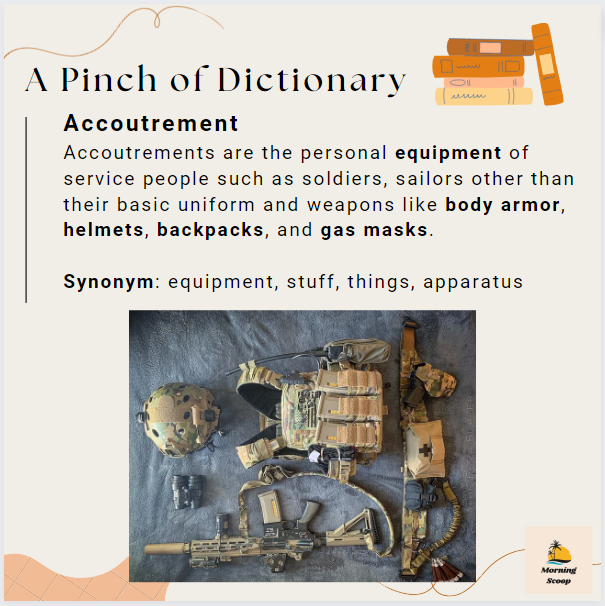 A Pinch of Dictionary
Accoutrement
Accoutrements are the personal equipment of
service people such as soldiers, sailors other than
their basic uniform and weapons like body armor,
helmets, backpacks, and gas masks.
Synonym: equipment, stuff, things, apparatus
Morning
Scoop